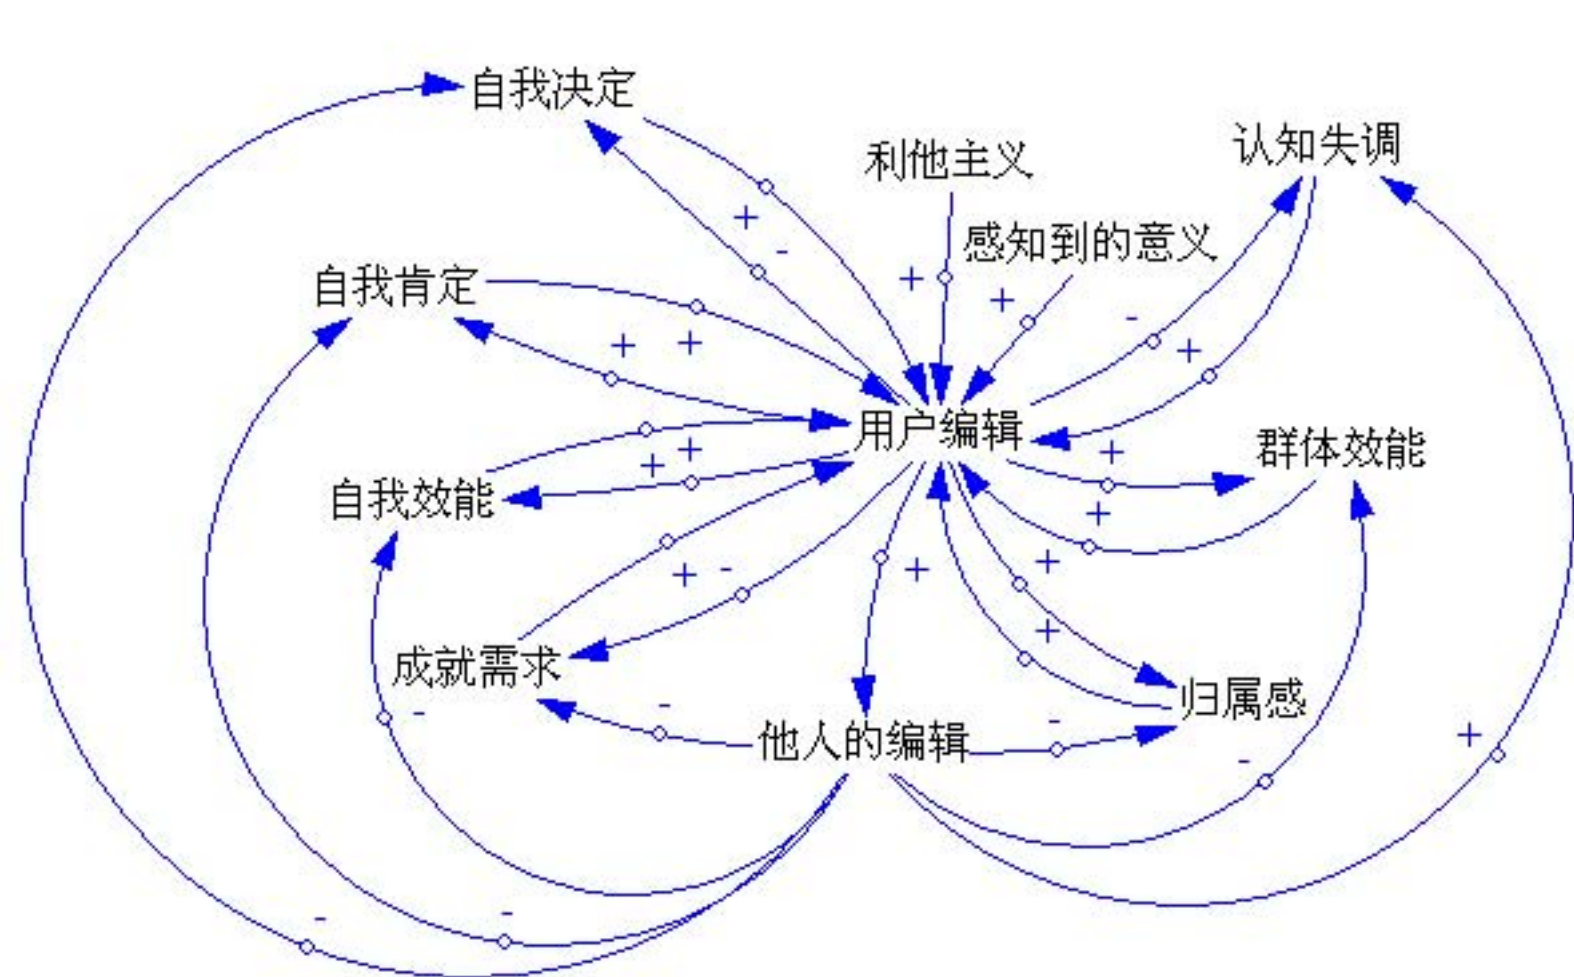 自我决定
利他主义
认知失调
感知到的意义
自我肯定
用户编辑
群体效能
自我效能
成就需求
归属感
他人的编辑
+
-
+
+
-
+
+
+
+
+
+
+
+
-
+
+
+
-
-
-
+
-
-
-